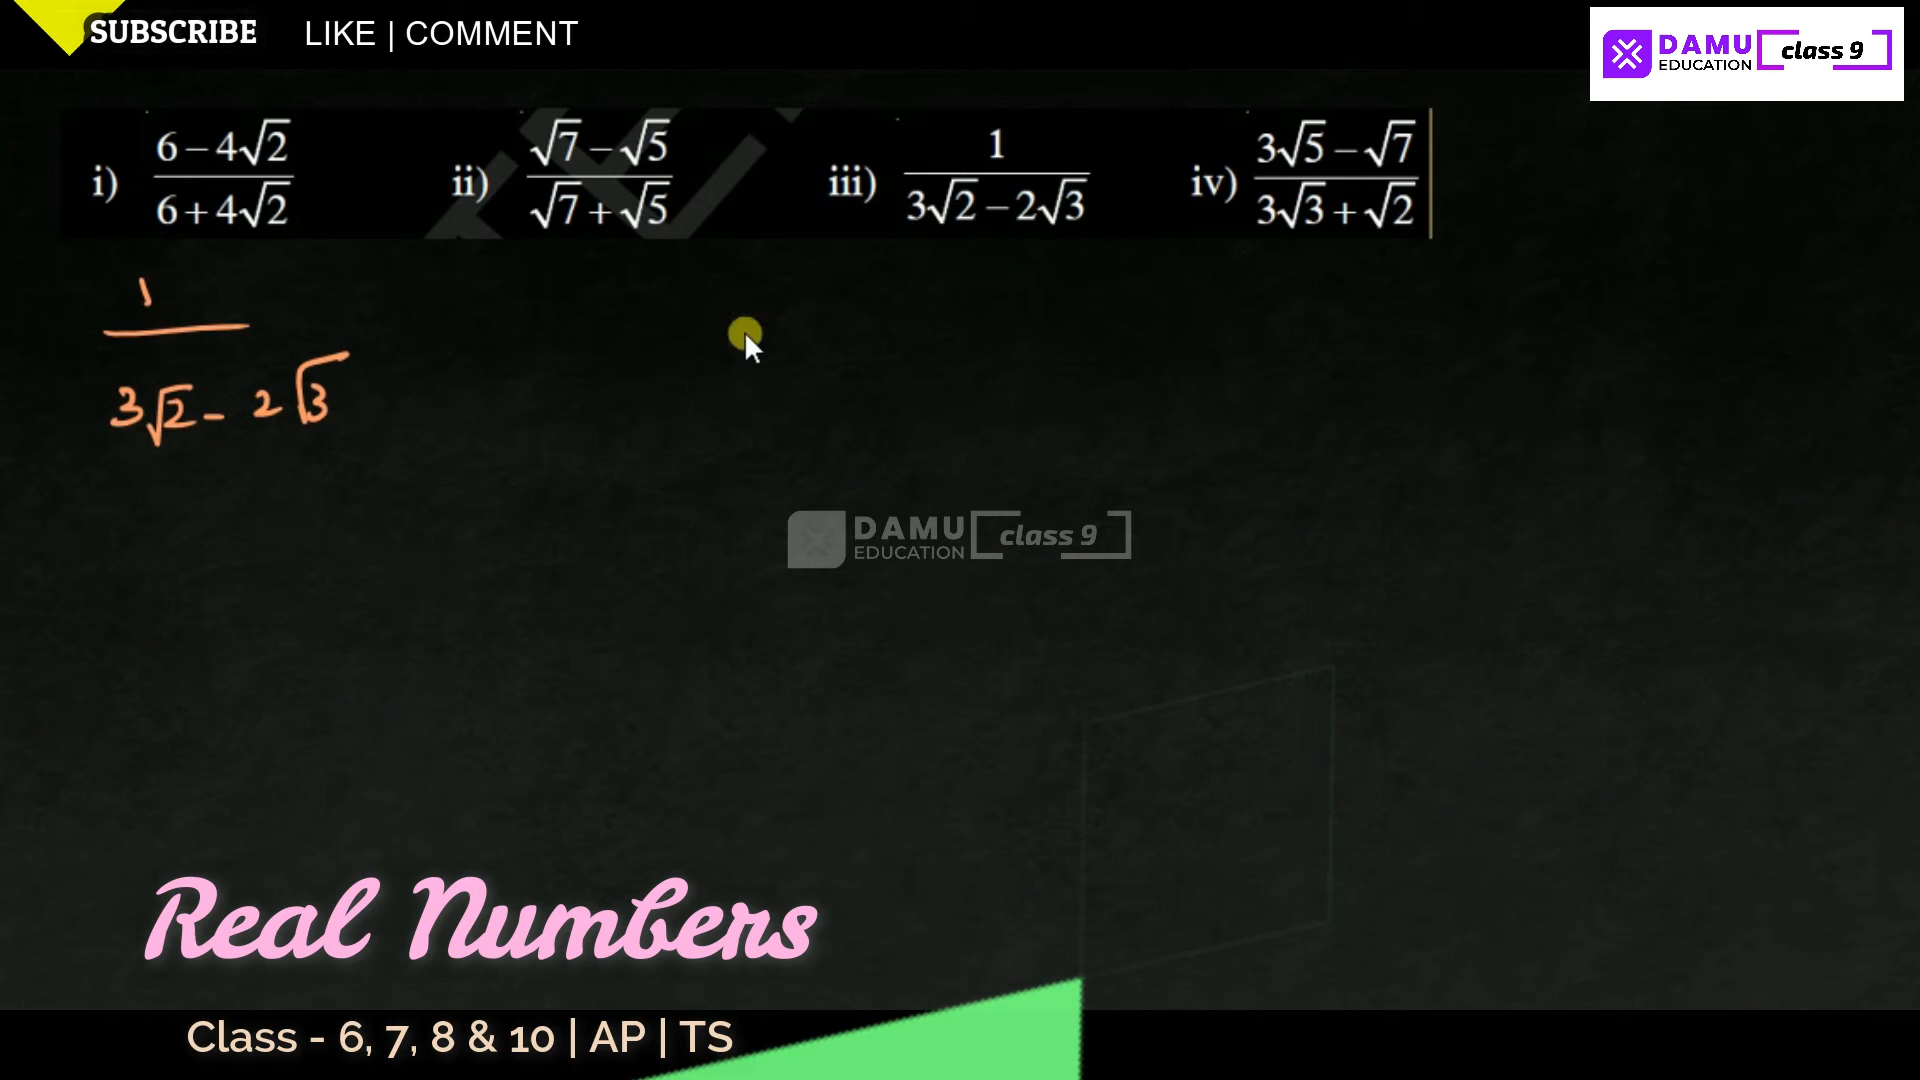 SUBSCRIBE LIKE | COMMENT
DAMU EDUCATION class 9
i) (6 − 4√2)/(6 + 4√2) ii) (√7 − √5)/(√7 + √5) iii) 1/(3√2 − 2√3) iv) (3√5 − √7)/(3√3 + √2)
1
3√2 - 2√3
DAMU EDUCATION class 9
Real Numbers
Class - 6, 7, 8 & 10 | AP | TS